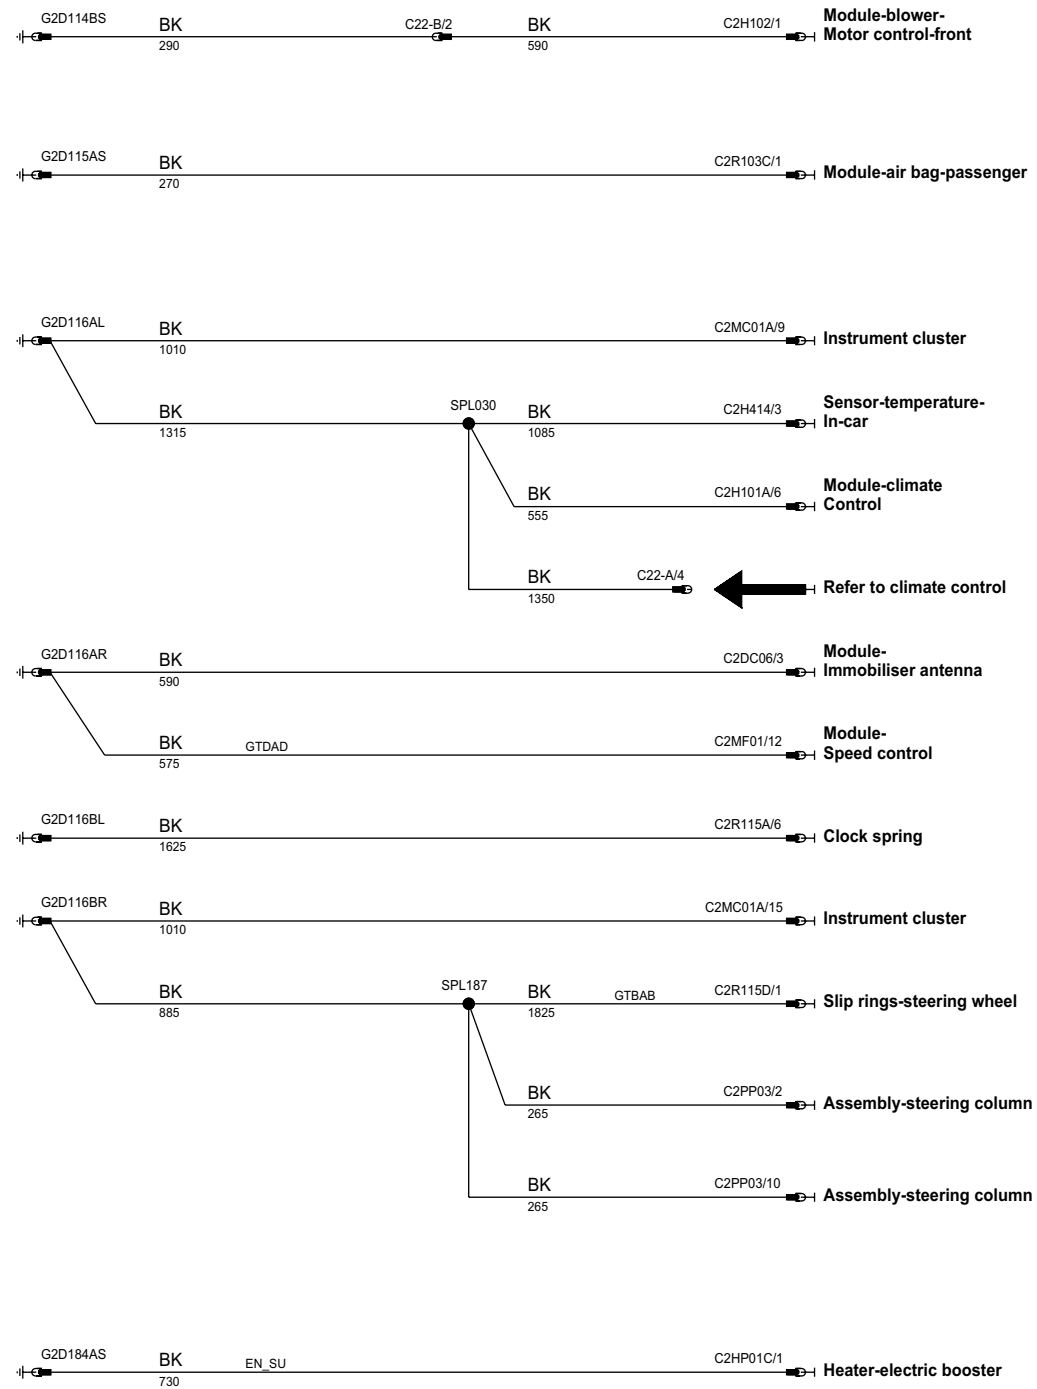 G2D114BS
BK
290
C22-B/2
BK
590
C2H102/1
Module-blower-
Motor control-front
G2D115AS
BK
270
C2R103C/1
Module-air bag-passenger
G2D116AL
BK
1010
C2MC01A/9
Instrument cluster
BK
1315
SPL030
BK
1085
C2H414/3
Sensor-temperature-
In-car
BK
555
C2H101A/6
Module-climate
Control
BK
1350
C22-A/4
Refer to climate control
G2D116AR
BK
590
C2DC06/3
Module-
Immobiliser antenna
BK
575
GTDAD
C2MF01/12
Module-
Speed control
G2D116BL
BK
1625
C2R115A/6
Clock spring
G2D116BR
BK
1010
C2MC01A/15
Instrument cluster
BK
885
SPL187
BK
1825
GTBAB
C2R115D/1
Slip rings-steering wheel
BK
265
C2PP03/2
Assembly-steering column
BK
265
C2PP03/10
Assembly-steering column
G2D184AS
BK
730
EN_SU
C2HP01C/1
Heater-electric booster